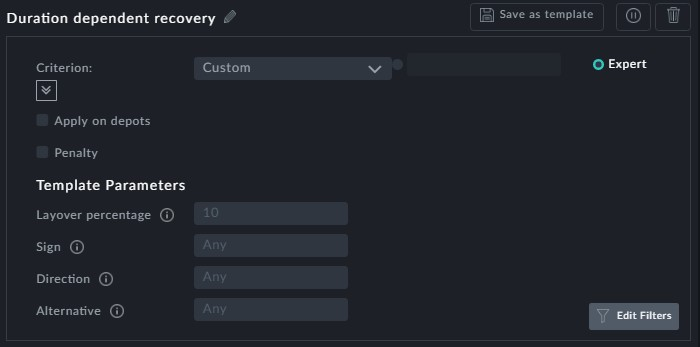 Duration dependent recovery
Save as template
Criterion:
Custom
Expert
Apply on depots
Penalty
Template Parameters
Layover percentage
10
Sign
Any
Direction
Any
Alternative
Any
Edit Filters